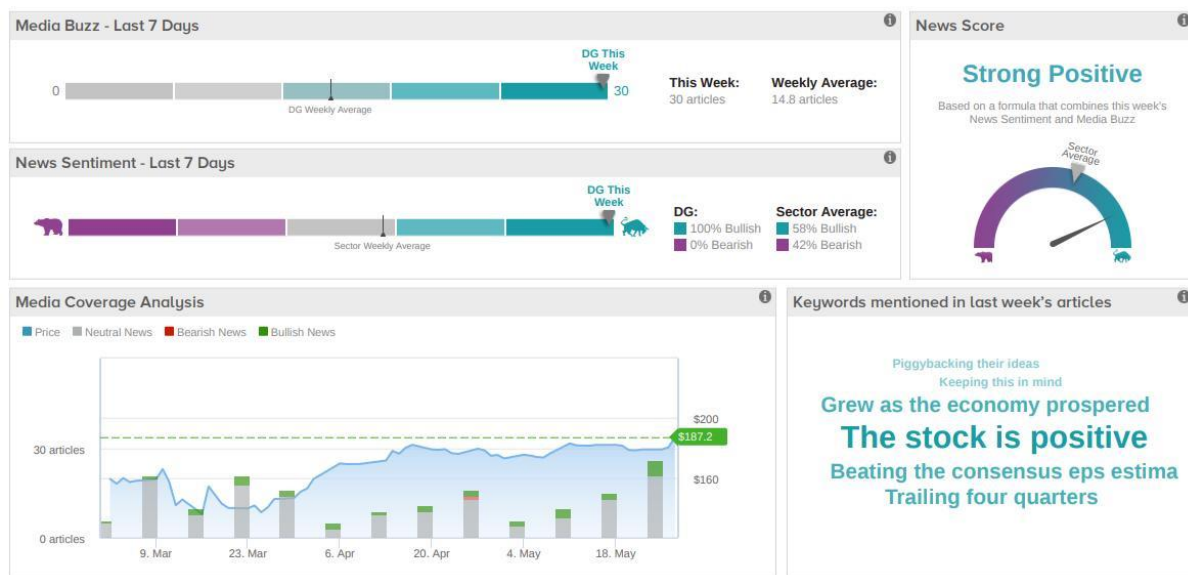 Media Buzz - Last 7 Days
DG This
Week
0
30
DG Weekly Average
This Week:
30 articles
Weekly Average:
14.8 articles
News Score
Strong Positive
Based on a formula that combines this week's
News Sentiment and Media Buzz
Sector
Average
News Sentiment - Last 7 Days
DG This
Week
Sector Weekly Average
DG:
100% Bullish
0% Bearish
Sector Average:
58% Bullish
42% Bearish
Media Coverage Analysis
Price
Neutral News
Bearish News
Bullish News
$200
$187.2
30 articles
$160
0 articles
9. Mar
23. Mar
6. Apr
20. Apr
4. May
18. May
Keywords mentioned in last week's articles
Piggybacking their ideas
Keeping this in mind
Grew as the economy prospered
The stock is positive
Beating the consensus eps estima
Trailing four quarters